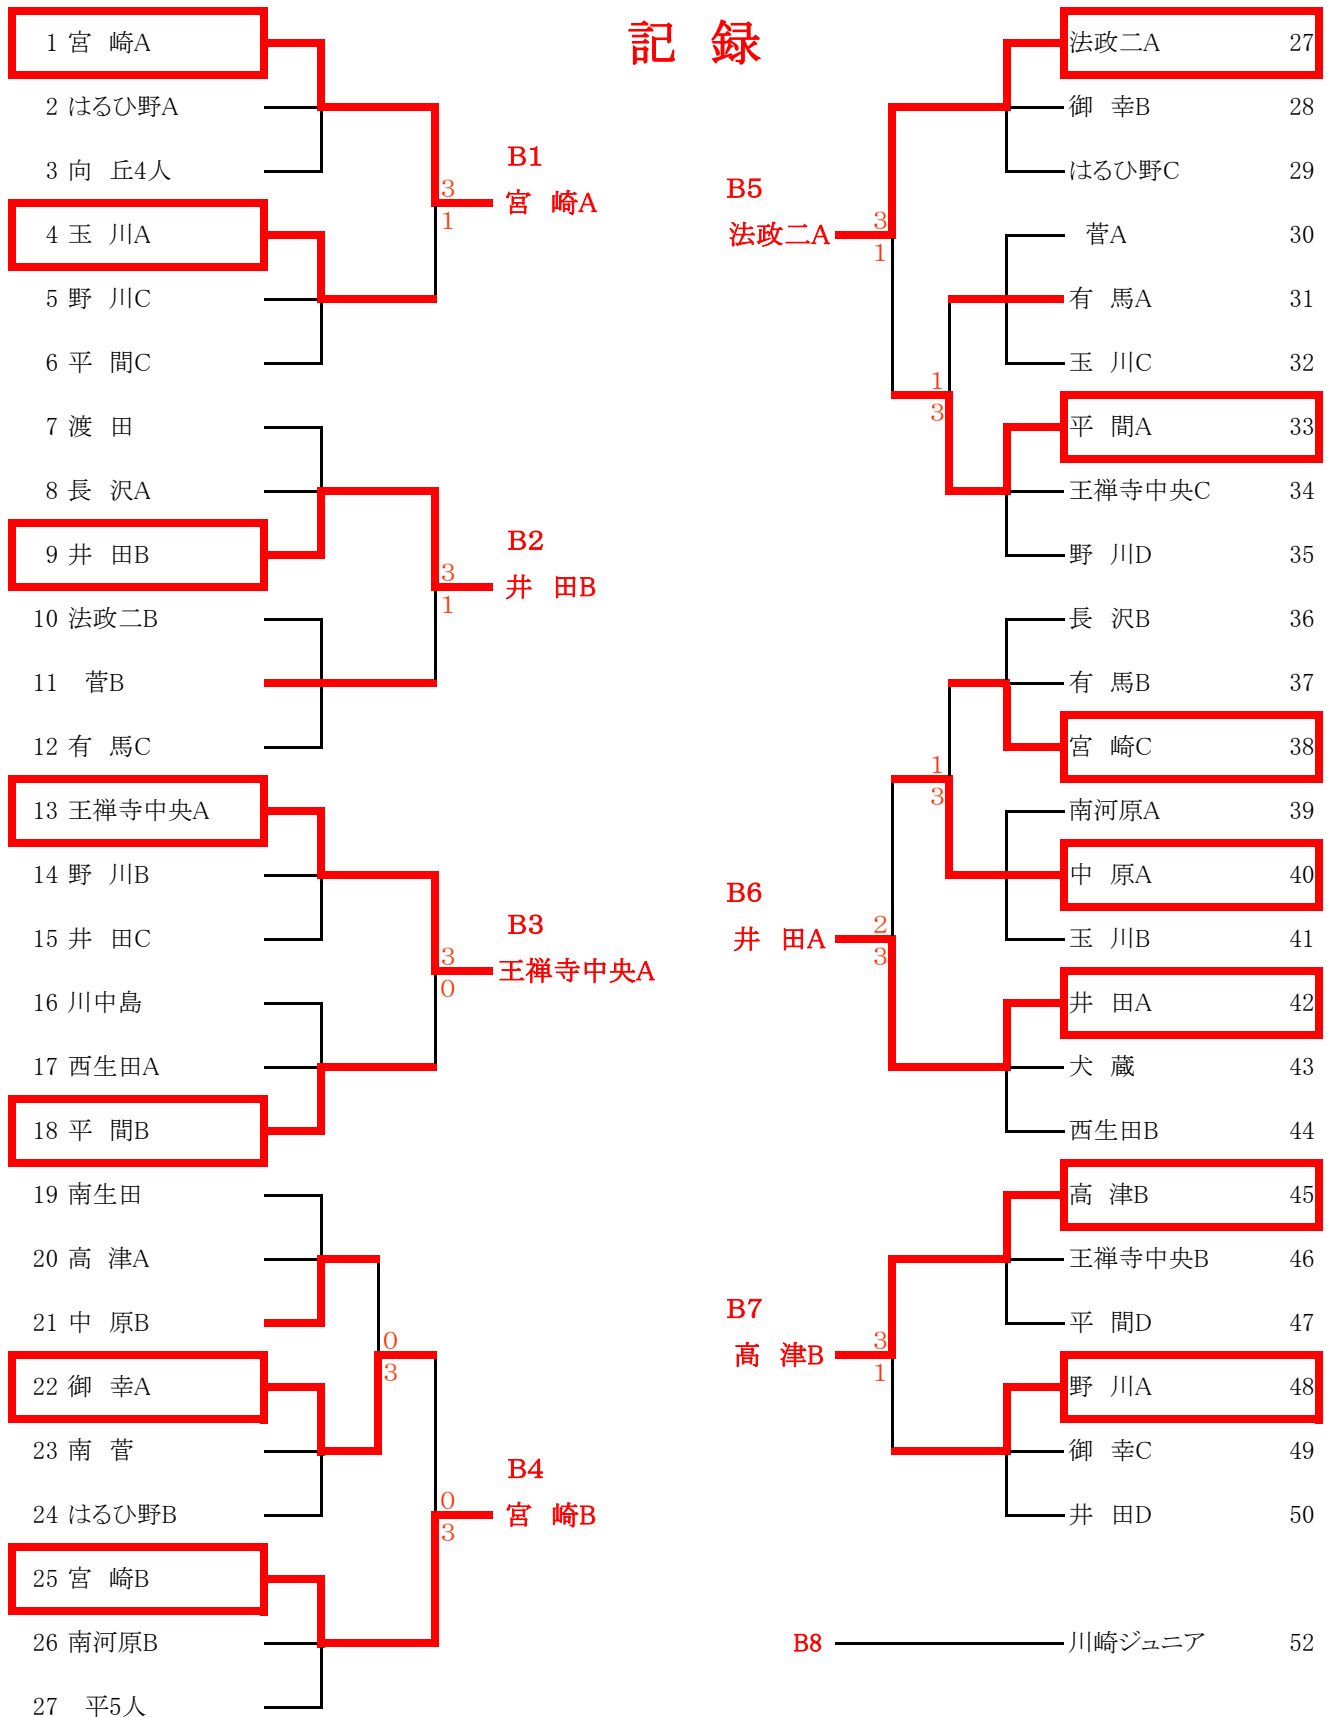 記 録
1 宮 崎A
2 はるひ野A
3 向 丘4人
4 玉 川A
5 野 川C
6 平 間C
7 渡 田
8 長 沢A
9 井 田B
10 法政二B
11 菅B
12 有 馬C
13 王禅寺中央A
14 野 川B
15 井 田C
16 川中島
17 西生田A
18 平 間B
19 南生田
20 高 津A
21 中 原B
22 御 幸A
23 南 菅
24 はるひ野B
25 宮 崎B
26 南河原B
27 平5人
B1
3
宮 崎A
1
B2
3
井 田B
1
B3
3
王禅寺中央A
0
0
3
B4
0
宮 崎B
3
B5
3
法政二A
1
1
3
1
3
B6
2
井 田A
3
B7
3
高 津B
1
B8
法政二A 27
御 幸B 28
はるひ野C 29
菅A 30
有 馬A 31
玉 川C 32
平 間A 33
王禅寺中央C 34
野 川D 35
長 沢B 36
有 馬B 37
宮 崎C 38
南河原A 39
中 原A 40
玉 川B 41
井 田A 42
犬 蔵 43
西生田B 44
高 津B 45
王禅寺中央B 46
平 間D 47
野 川A 48
御 幸C 49
井 田D 50
川崎ジュニア 52